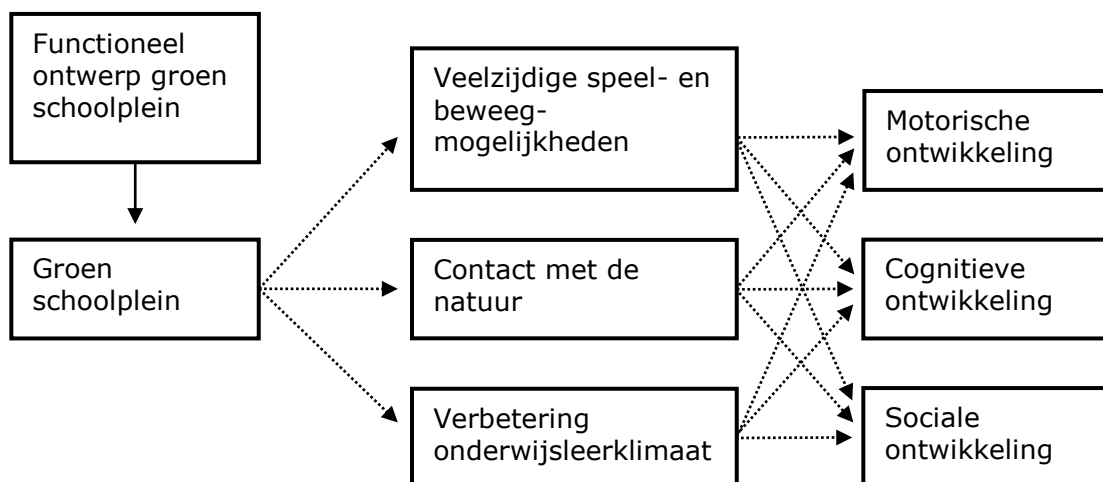 Functioneel
ontwerp groen
schoolplein
Groen
schoolplein
Veelzijdige speel- en
beweeg-
mogelijkheden
Contact met de
natuur
Verbetering
onderwijsleerklimaat
Motorische
ontwikkeling
Cognitieve
ontwikkeling
Sociale
ontwikkeling